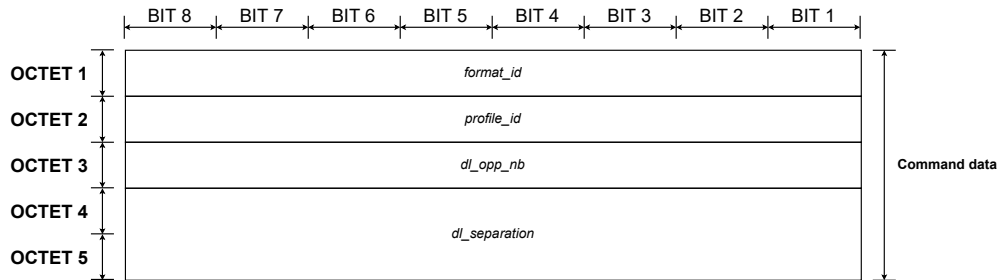 BIT 8 BIT 7 BIT 6 BIT 5 BIT 4 BIT 3 BIT 2 BIT 1
OCTET 1 format_id
OCTET 2 profile_id
OCTET 3 dl_opp_nb
Command data
OCTET 4
dl_separation
OCTET 5